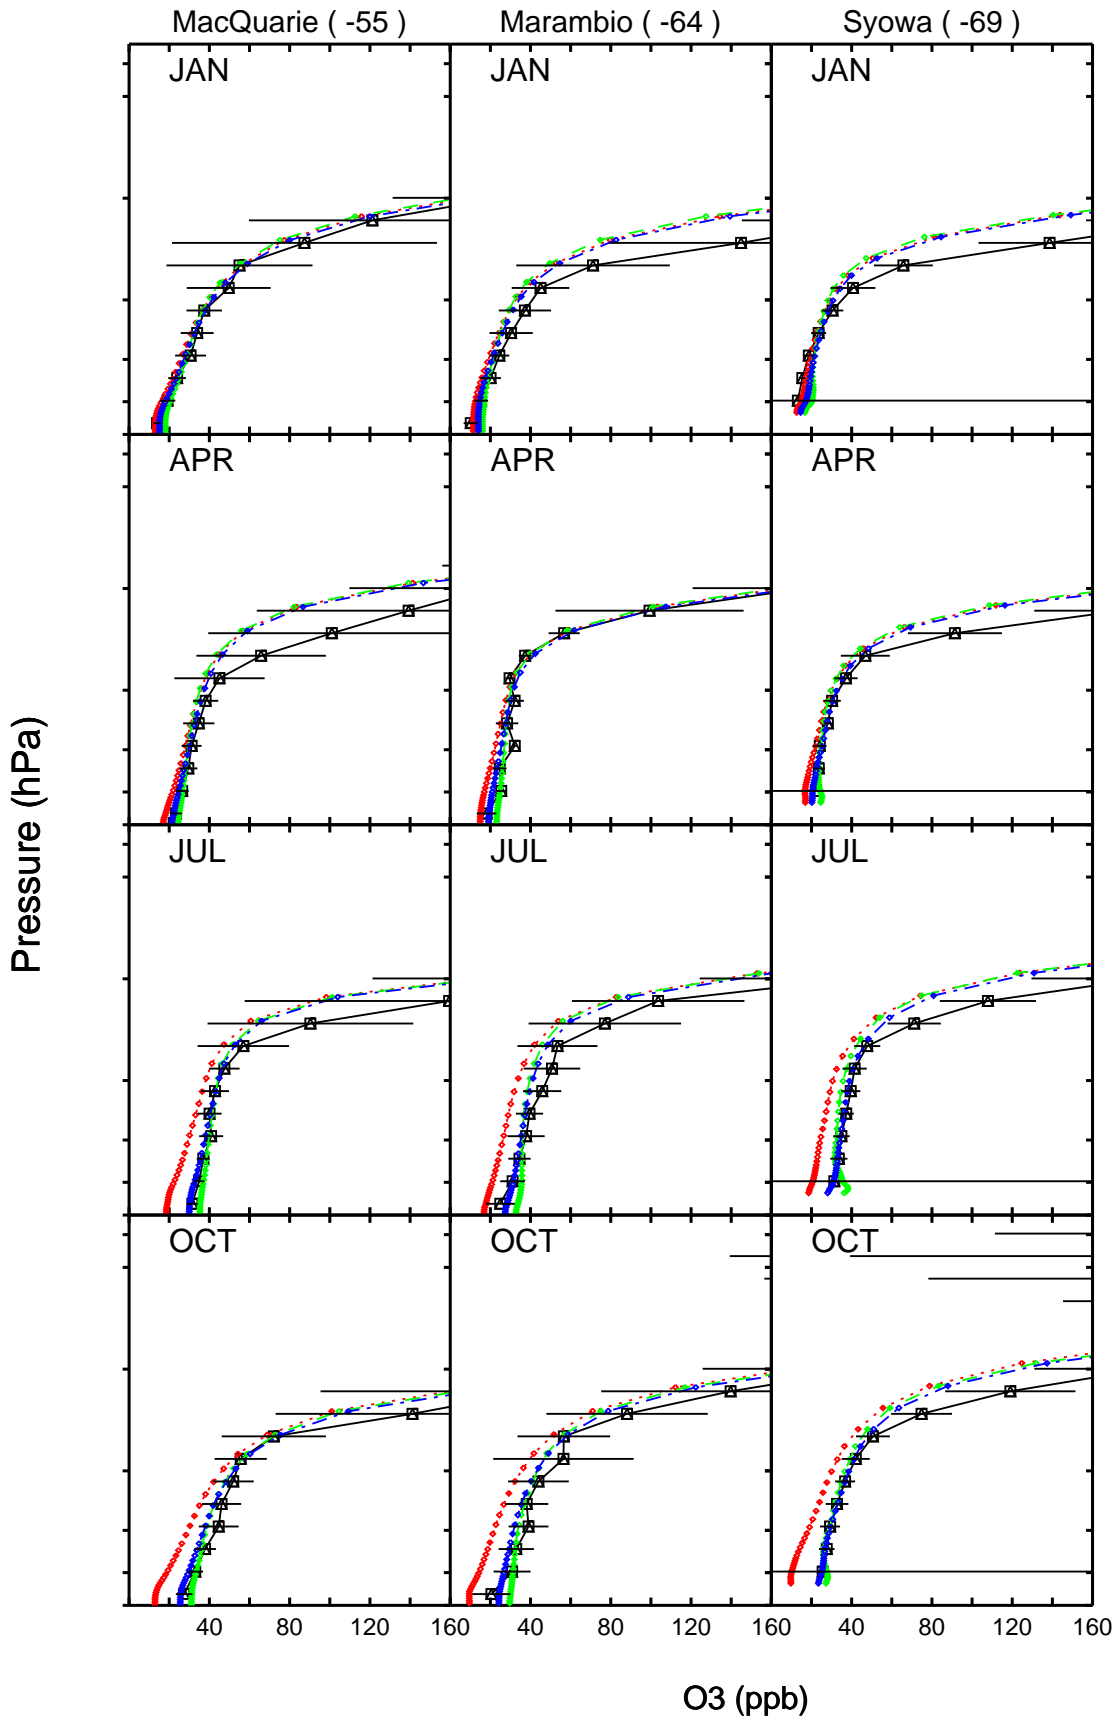 MacQuarie ( -55 )
Marambio ( -64 )
Syowa ( -69 )
JAN
JAN
JAN
APR
APR
APR
JUL
JUL
JUL
OCT
OCT
OCT
Pressure (hPa)
40 80 120 160 40 80 120 160 40 80 120 160
O3 (ppb)